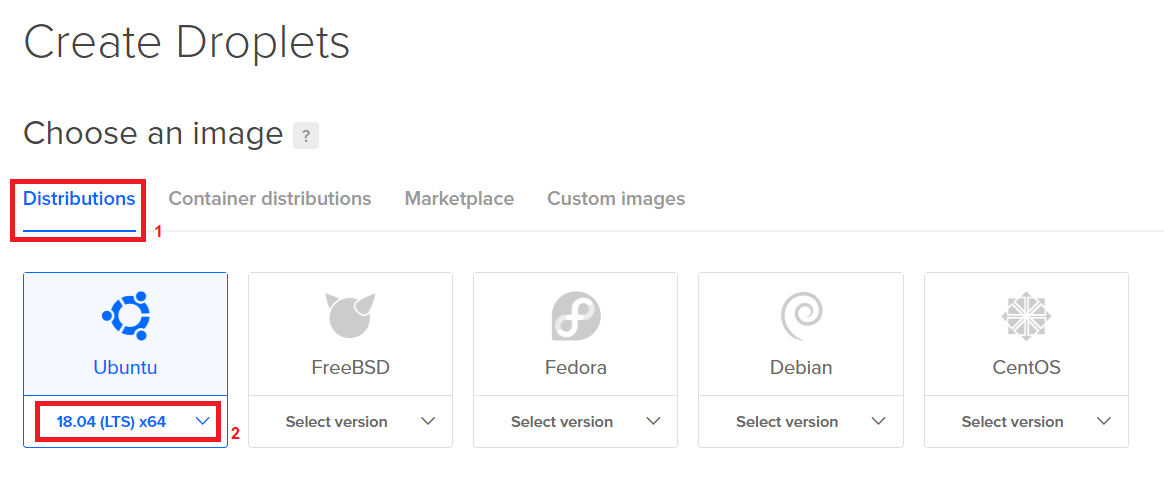 Create Droplets
Choose an image ?
Distributions Container distributions Marketplace Custom images
1
Ubuntu FreeBSD Fedora Debian CentOS
18.04 (LTS) x64 Select version Select version Select version Select version
2